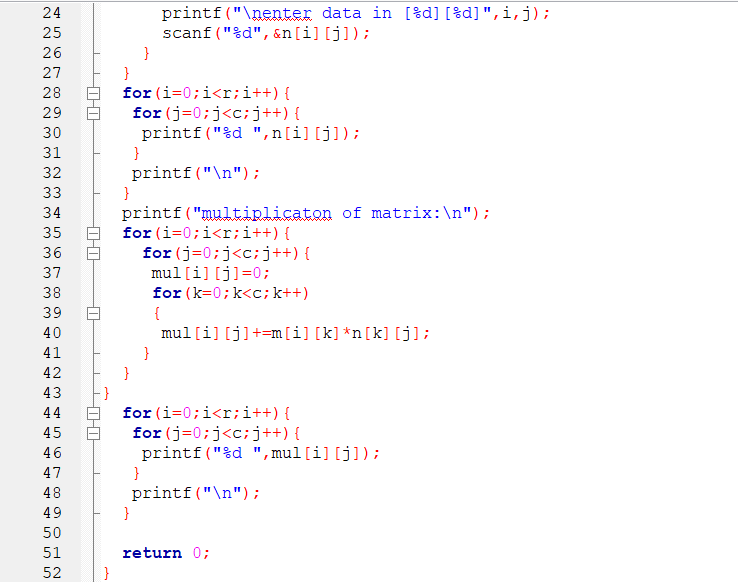 24 printf("\nenter data in [%d][%d]",i,j);
25 scanf("%d",&n[i][j]);
26 }
27 }
28 for(i=0;i<r;i++){
29 for(j=0;j<c;j++){
30 printf("%d ",n[i][j]);
31 }
32 printf("\n");
33 }
34 printf("multiplicaton of matrix:\n");
35 for(i=0;i<r;i++){
36 for(j=0;j<c;j++){
37 mul[i][j]=0;
38 for(k=0;k<c;k++)
39 {
40 mul[i][j]+=m[i][k]*n[k][j];
41 }
42 }
43 }
44 for(i=0;i<r;i++){
45 for(j=0;j<c;j++){
46 printf("%d ",mul[i][j]);
47 }
48 printf("\n");
49 }
50
51 return 0;
52 }